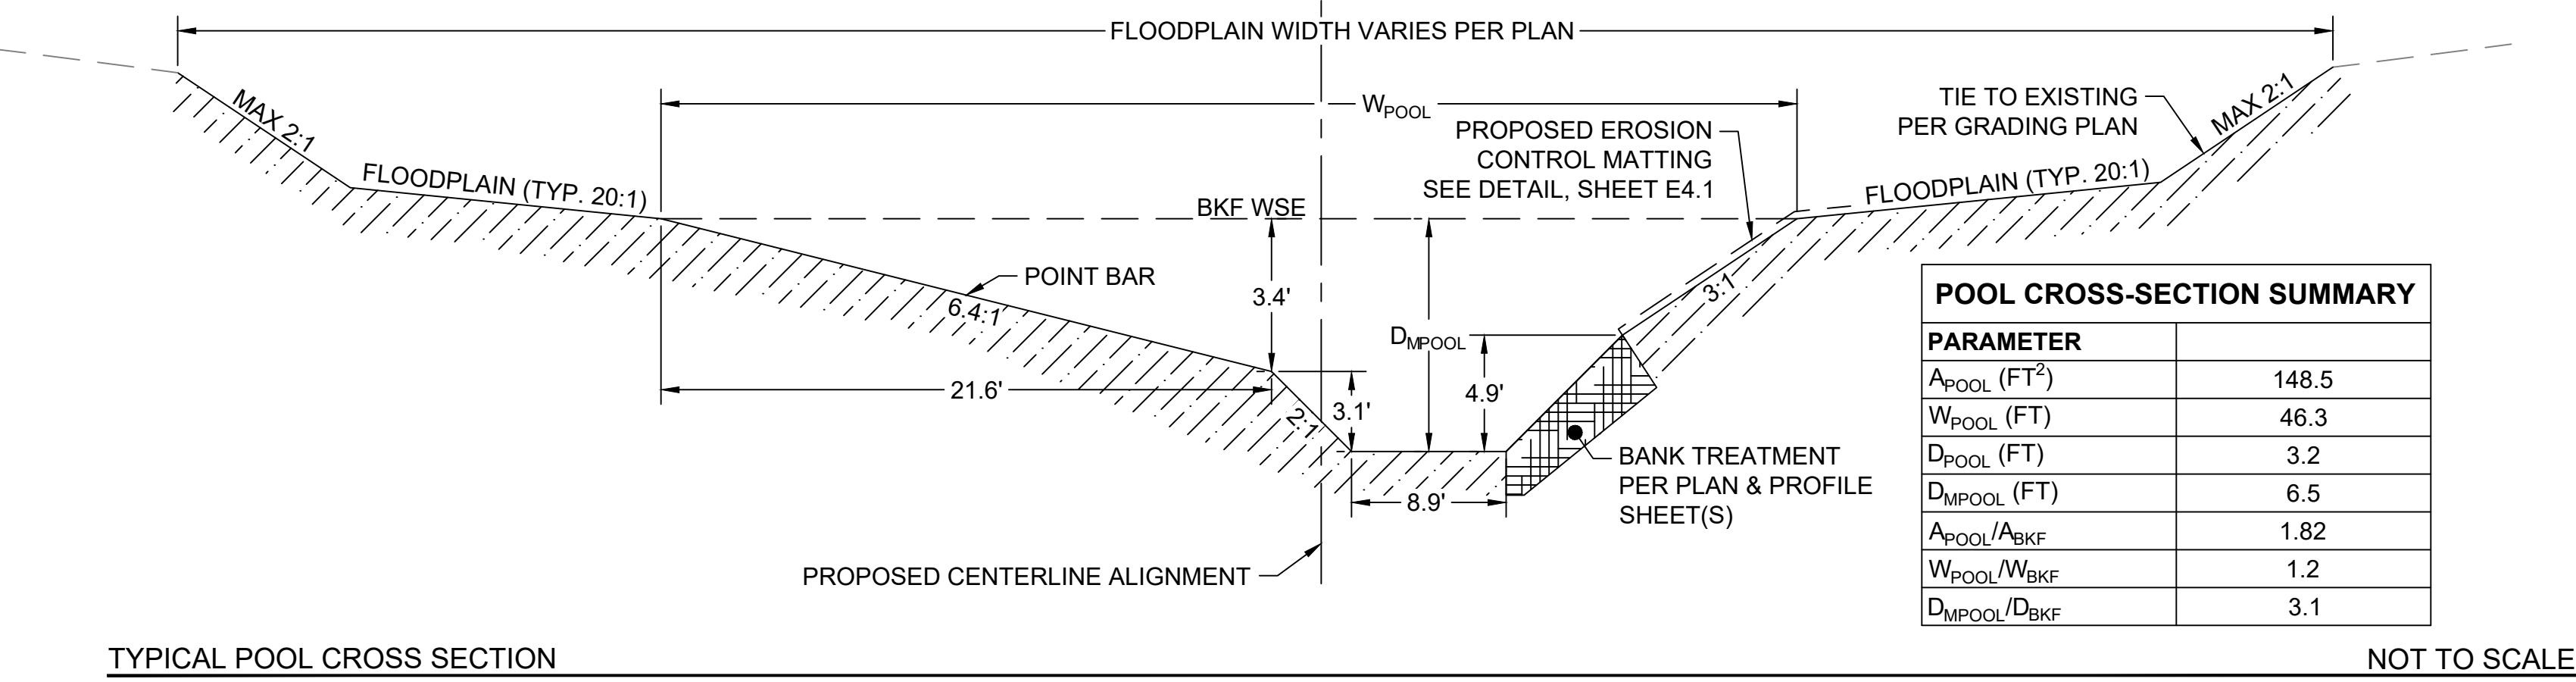 FLOODPLAIN WIDTH VARIES PER PLAN
W_POOL
MAX 2:1
FLOODPLAIN (TYP. 20:1)
PROPOSED EROSION
CONTROL MATTING
SEE DETAIL, SHEET E4.1
TIE TO EXISTING
PER GRADING PLAN
MAX 2:1
FLOODPLAIN (TYP. 20:1)
BKF WSE
POINT BAR
6.4:1
3.4'
D_MPOOL
3:1
4.9'
21.6'
3.1'
2:1
8.9'
BANK TREATMENT
PER PLAN & PROFILE
SHEET(S)
PROPOSED CENTERLINE ALIGNMENT
POOL CROSS-SECTION SUMMARY
PARAMETER
A_POOL (FT²) 148.5
W_POOL (FT) 46.3
D_POOL (FT) 3.2
D_MPOOL (FT) 6.5
A_POOL/A_BKF 1.82
W_POOL/W_BKF 1.2
D_MPOOL/D_BKF 3.1
TYPICAL POOL CROSS SECTION
NOT TO SCALE